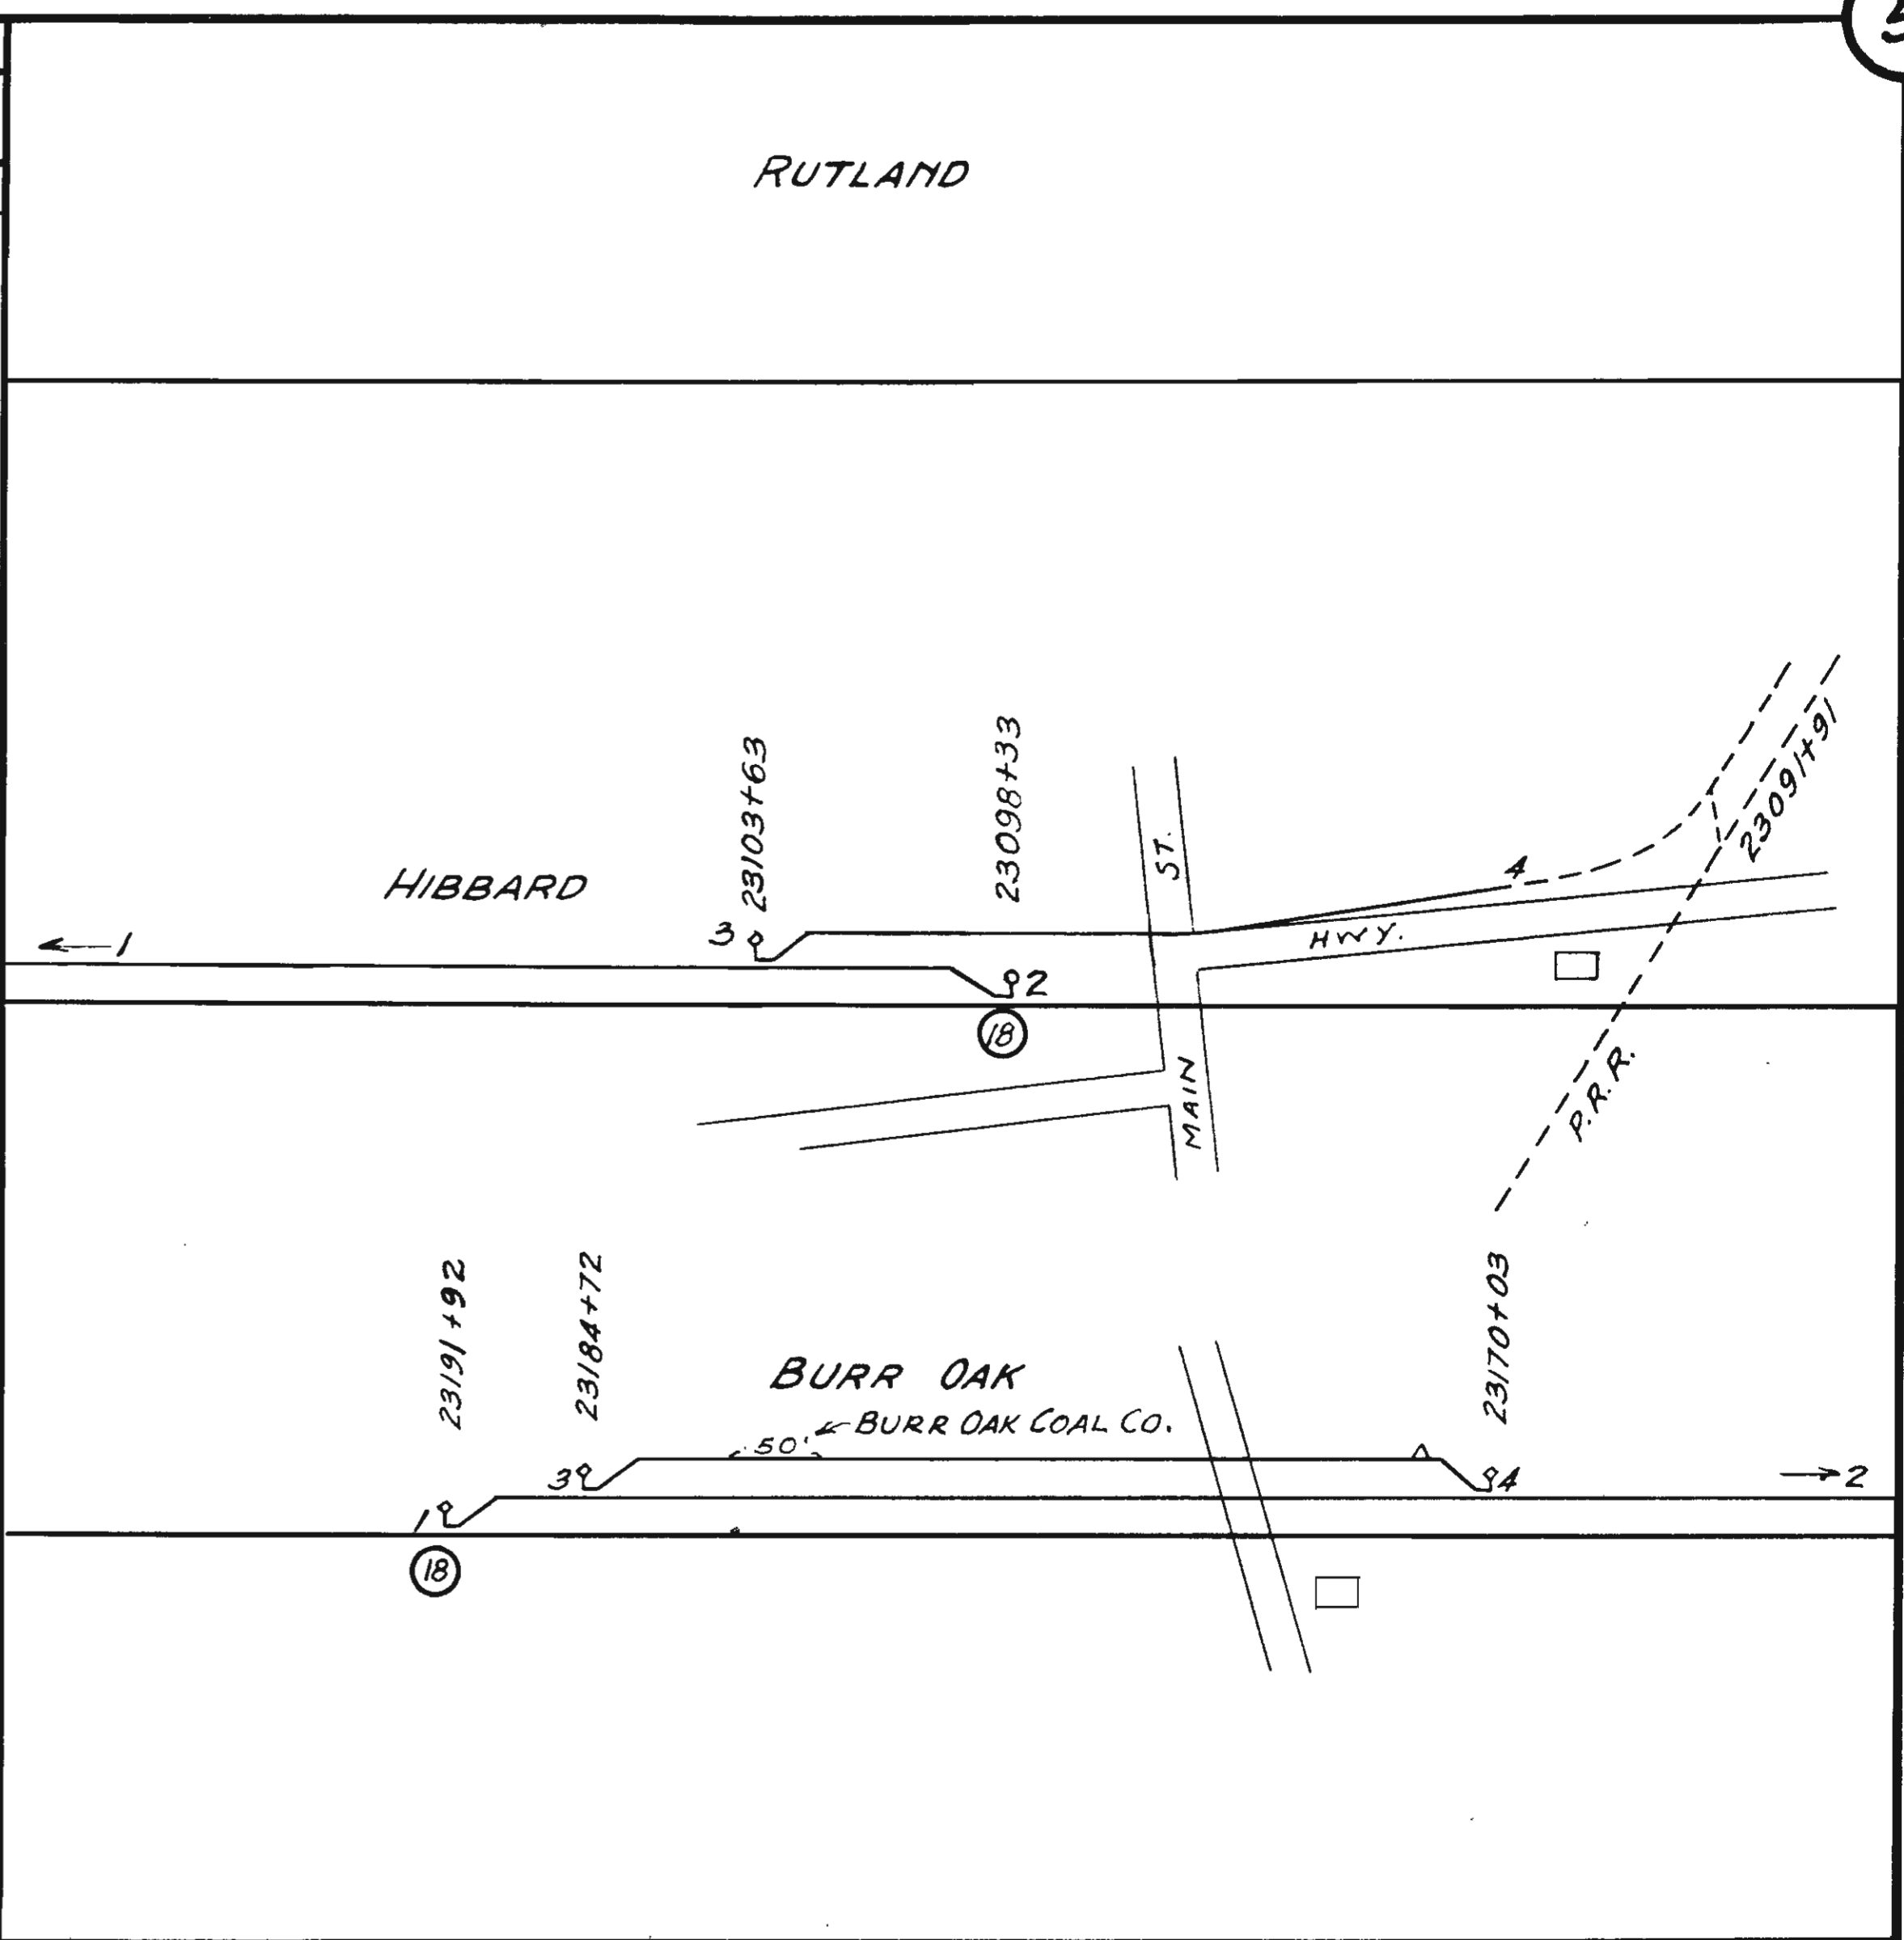 RUTLAND
23103+63
23098+33
ST.
23091+91
HIBBARD
4
3
HWY.
1
2
18
MAIN
P.R.R.
23191+92
23184+72
23170+03
BURR OAK
BURR OAK COAL CO.
50'
3
4
2
1
18